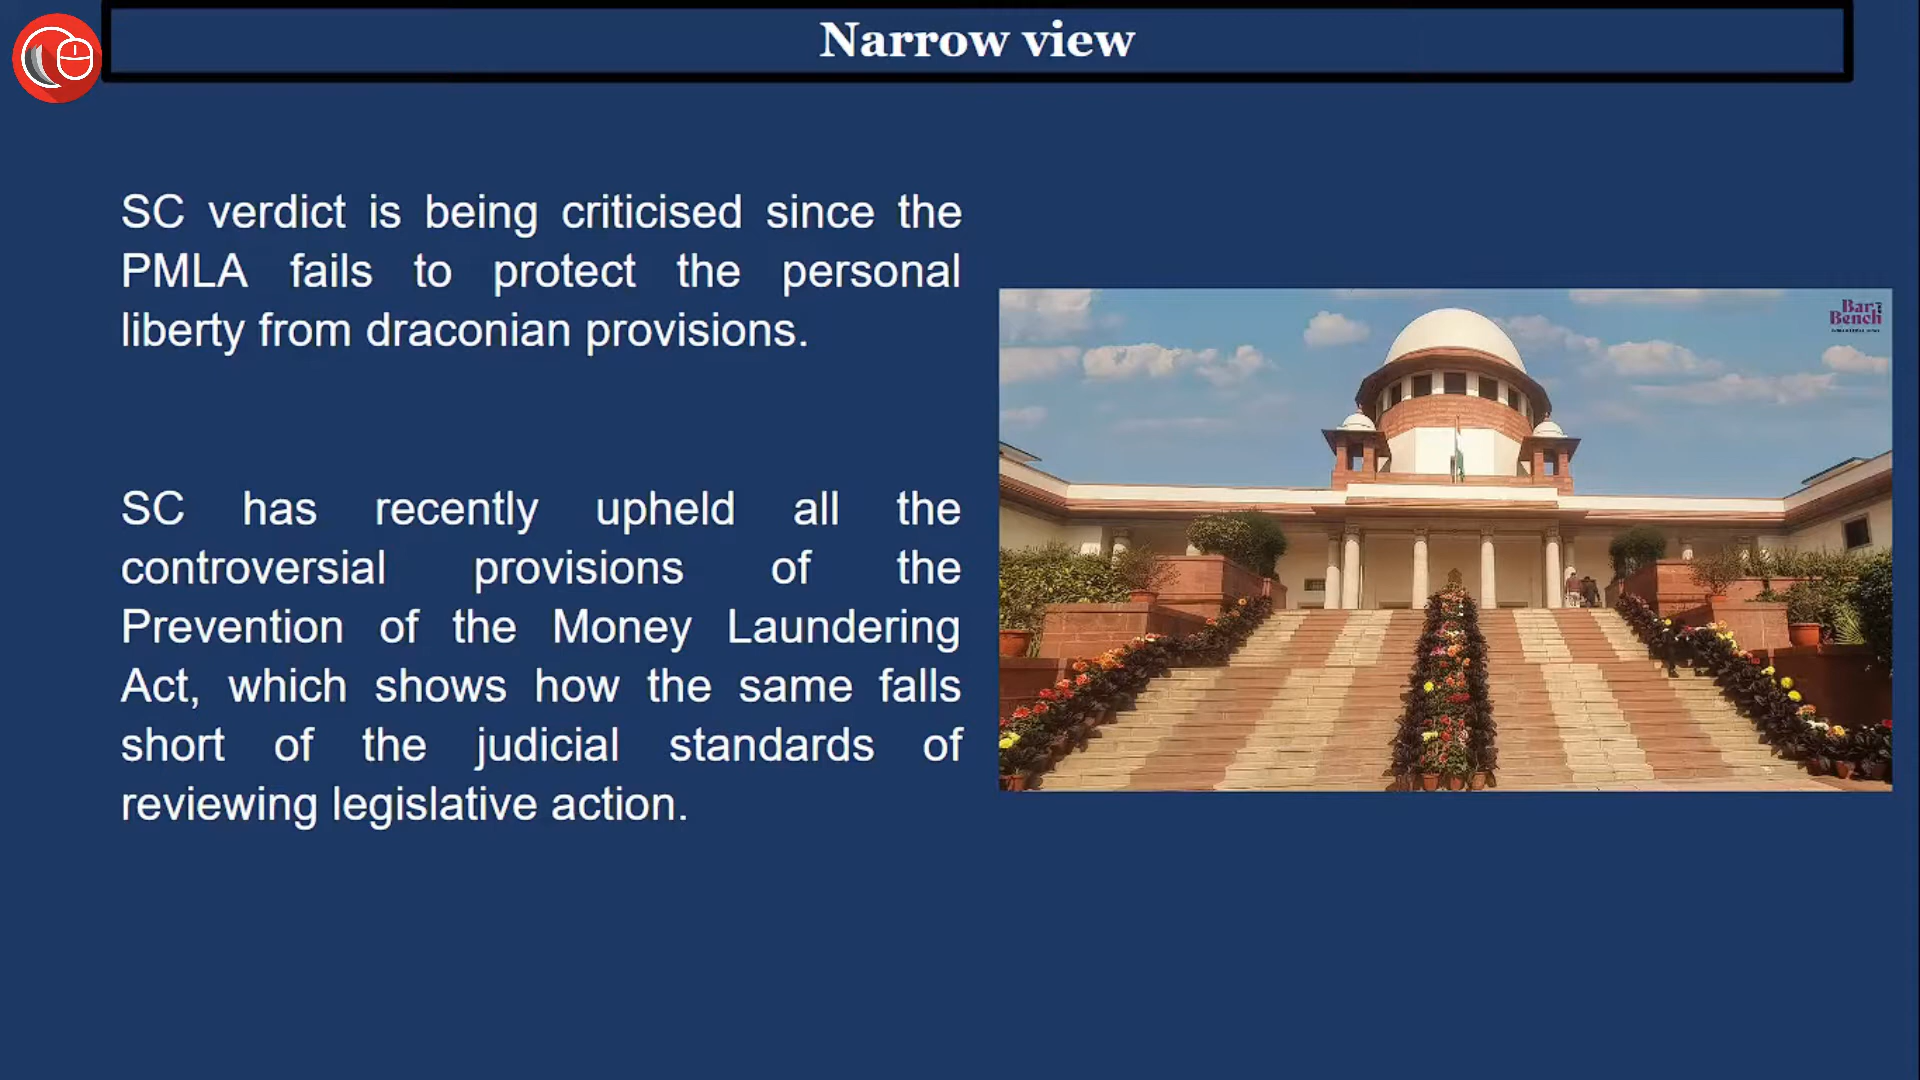 Narrow view
SC verdict is being criticised since the
PMLA fails to protect the personal
liberty from draconian provisions.
SC has recently upheld all the
controversial provisions of the
Prevention of the Money Laundering
Act, which shows how the same falls
short of the judicial standards of
reviewing legislative action.
Bar
Bench